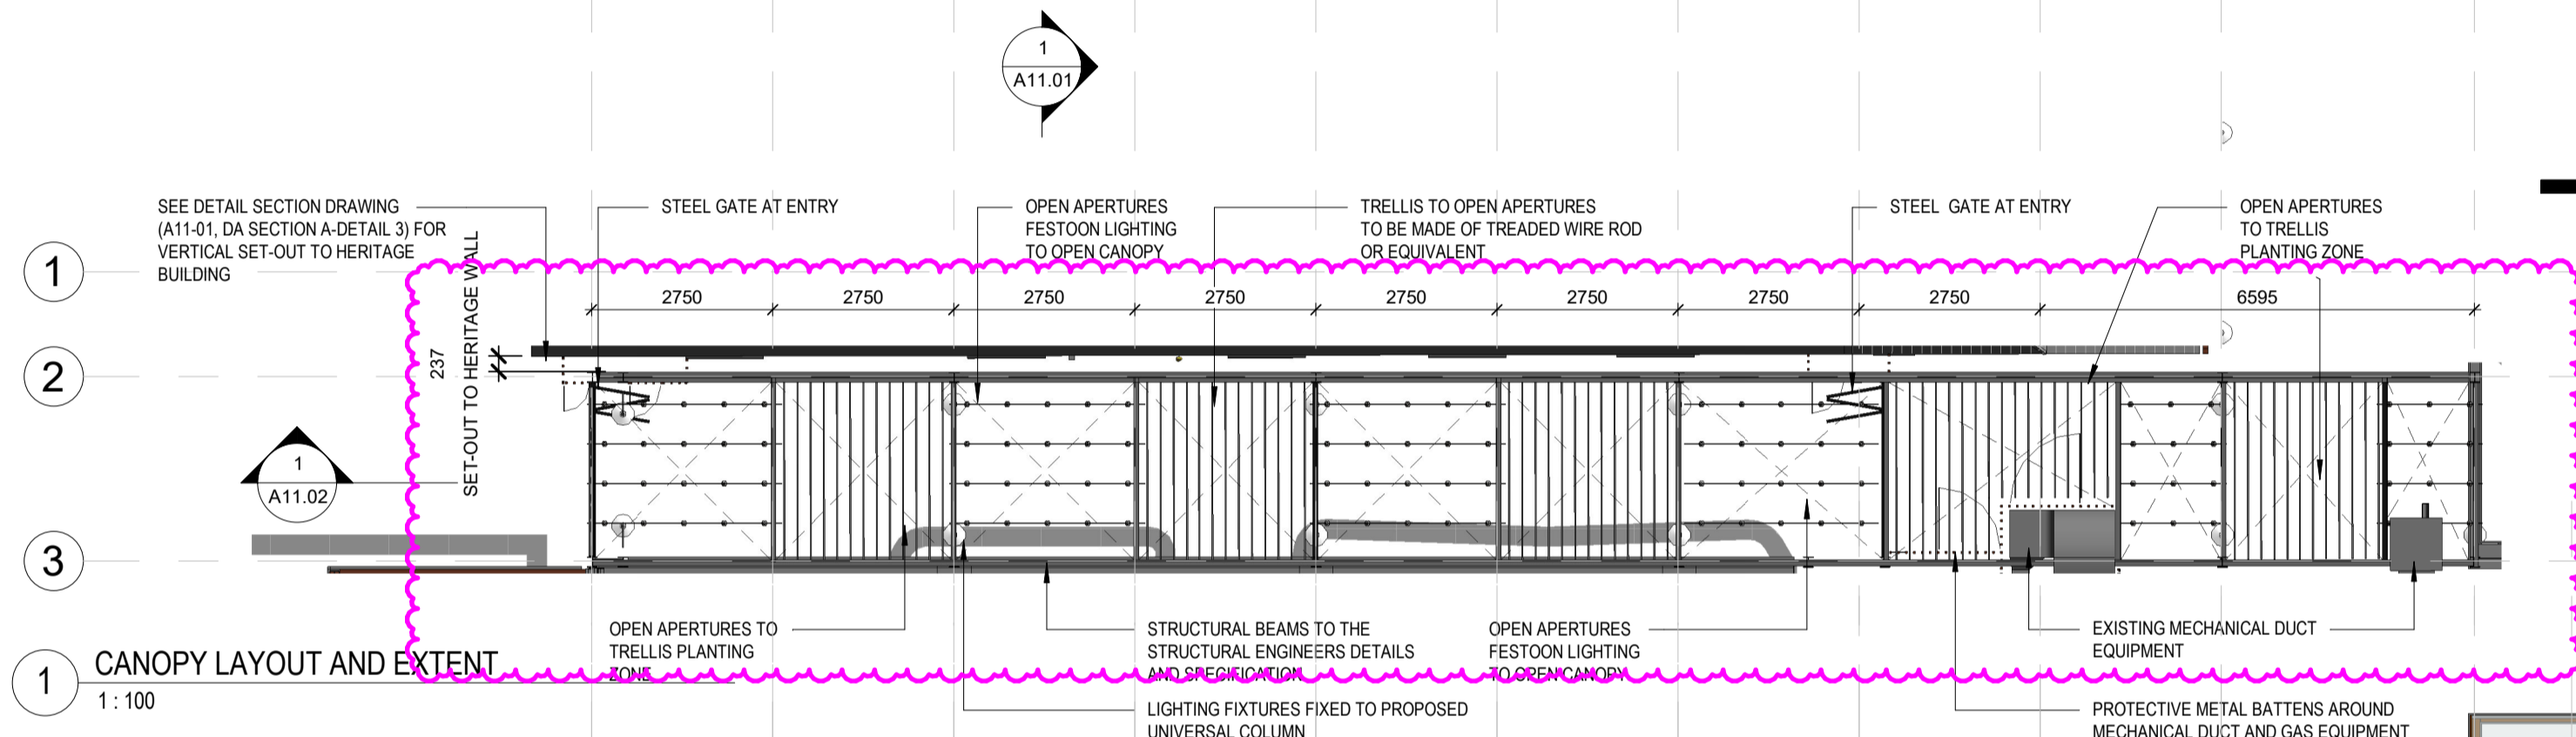 1
A11.01
SEE DETAIL SECTION DRAWING
(A11-01, DA SECTION A-DETAIL 3) FOR
VERTICAL SET-OUT TO HERITAGE
BUILDING
STEEL GATE AT ENTRY
OPEN APERTURES
FESTOON LIGHTING
TO OPEN CANOPY
TRELLIS TO OPEN APERTURES
TO BE MADE OF TREADED WIRE ROD
OR EQUIVALENT
STEEL GATE AT ENTRY
OPEN APERTURES
TO TRELLIS
PLANTING ZONE
1
2750
2750
2750
2750
2750
2750
2750
2750
6595
2
237
SET-OUT TO HERITAGE WALL
1
A11.02
3
OPEN APERTURES TO
TRELLIS PLANTING
ZONE
STRUCTURAL BEAMS TO THE
STRUCTURAL ENGINEERS DETAILS
AND SPECIFICATION
OPEN APERTURES
FESTOON LIGHTING
TO OPEN CANOPY
EXISTING MECHANICAL DUCT
EQUIPMENT
1
CANOPY LAYOUT AND EXTENT
1 : 100
LIGHTING FIXTURES FIXED TO PROPOSED
UNIVERSAL COLUMN
PROTECTIVE METAL BATTENS AROUND
MECHANICAL DUCT AND GAS EQUIPMENT